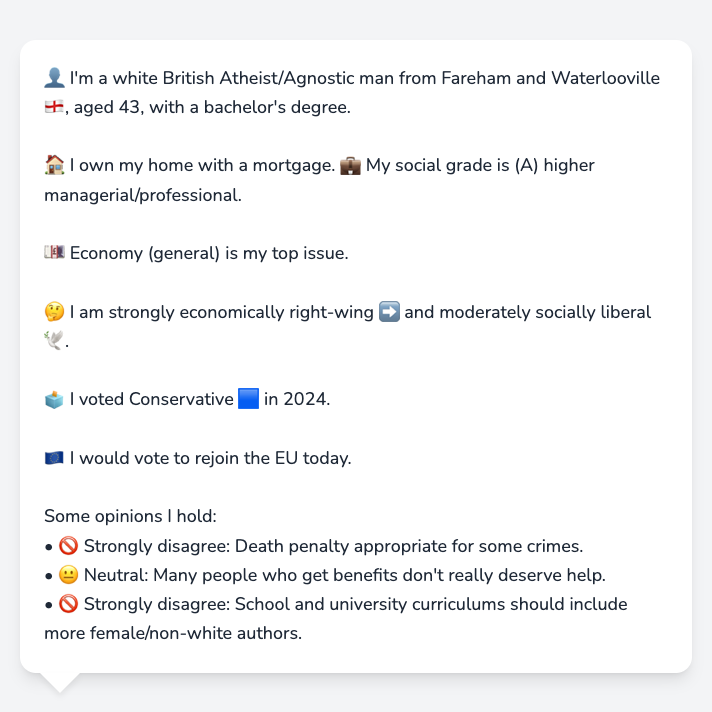 👤 I'm a white British Atheist/Agnostic man from Fareham and Waterlooville
🏴󠁧󠁢󠁥󠁮󠁧󠁿, aged 43, with a bachelor's degree.
🏠 I own my home with a mortgage. 💼 My social grade is (A) higher
managerial/professional.
💷 Economy (general) is my top issue.
🤔 I am strongly economically right-wing ➡️ and moderately socially liberal
🕊️.
🗳️ I voted Conservative 🟦 in 2024.
🇪🇺 I would vote to rejoin the EU today.
Some opinions I hold:
• 🚫 Strongly disagree: Death penalty appropriate for some crimes.
• 😐 Neutral: Many people who get benefits don't really deserve help.
• 🚫 Strongly disagree: School and university curriculums should include
more female/non-white authors.